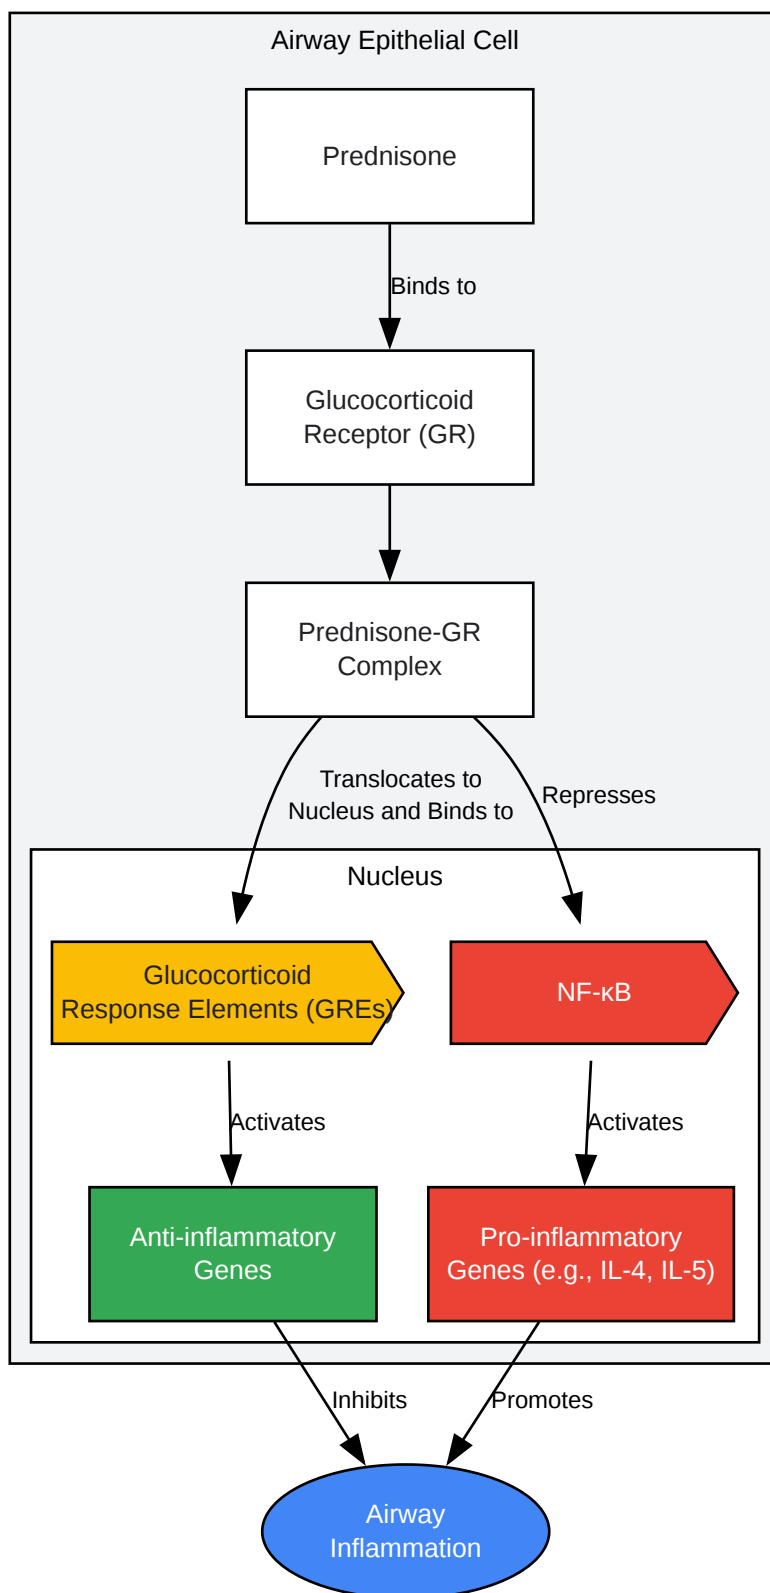 Airway Epithelial Cell
Prednisone
Binds to
Glucocorticoid
Receptor (GR)
Prednisone-GR
Complex
Translocates to
Nucleus and Binds to
Represses
Nucleus
Glucocorticoid
Response Elements (GREs)
NF-κB
Activates
Activates
Anti-inflammatory
Genes
Pro-inflammatory
Genes (e.g., IL-4, IL-5)
Inhibits
Promotes
Airway
Inflammation